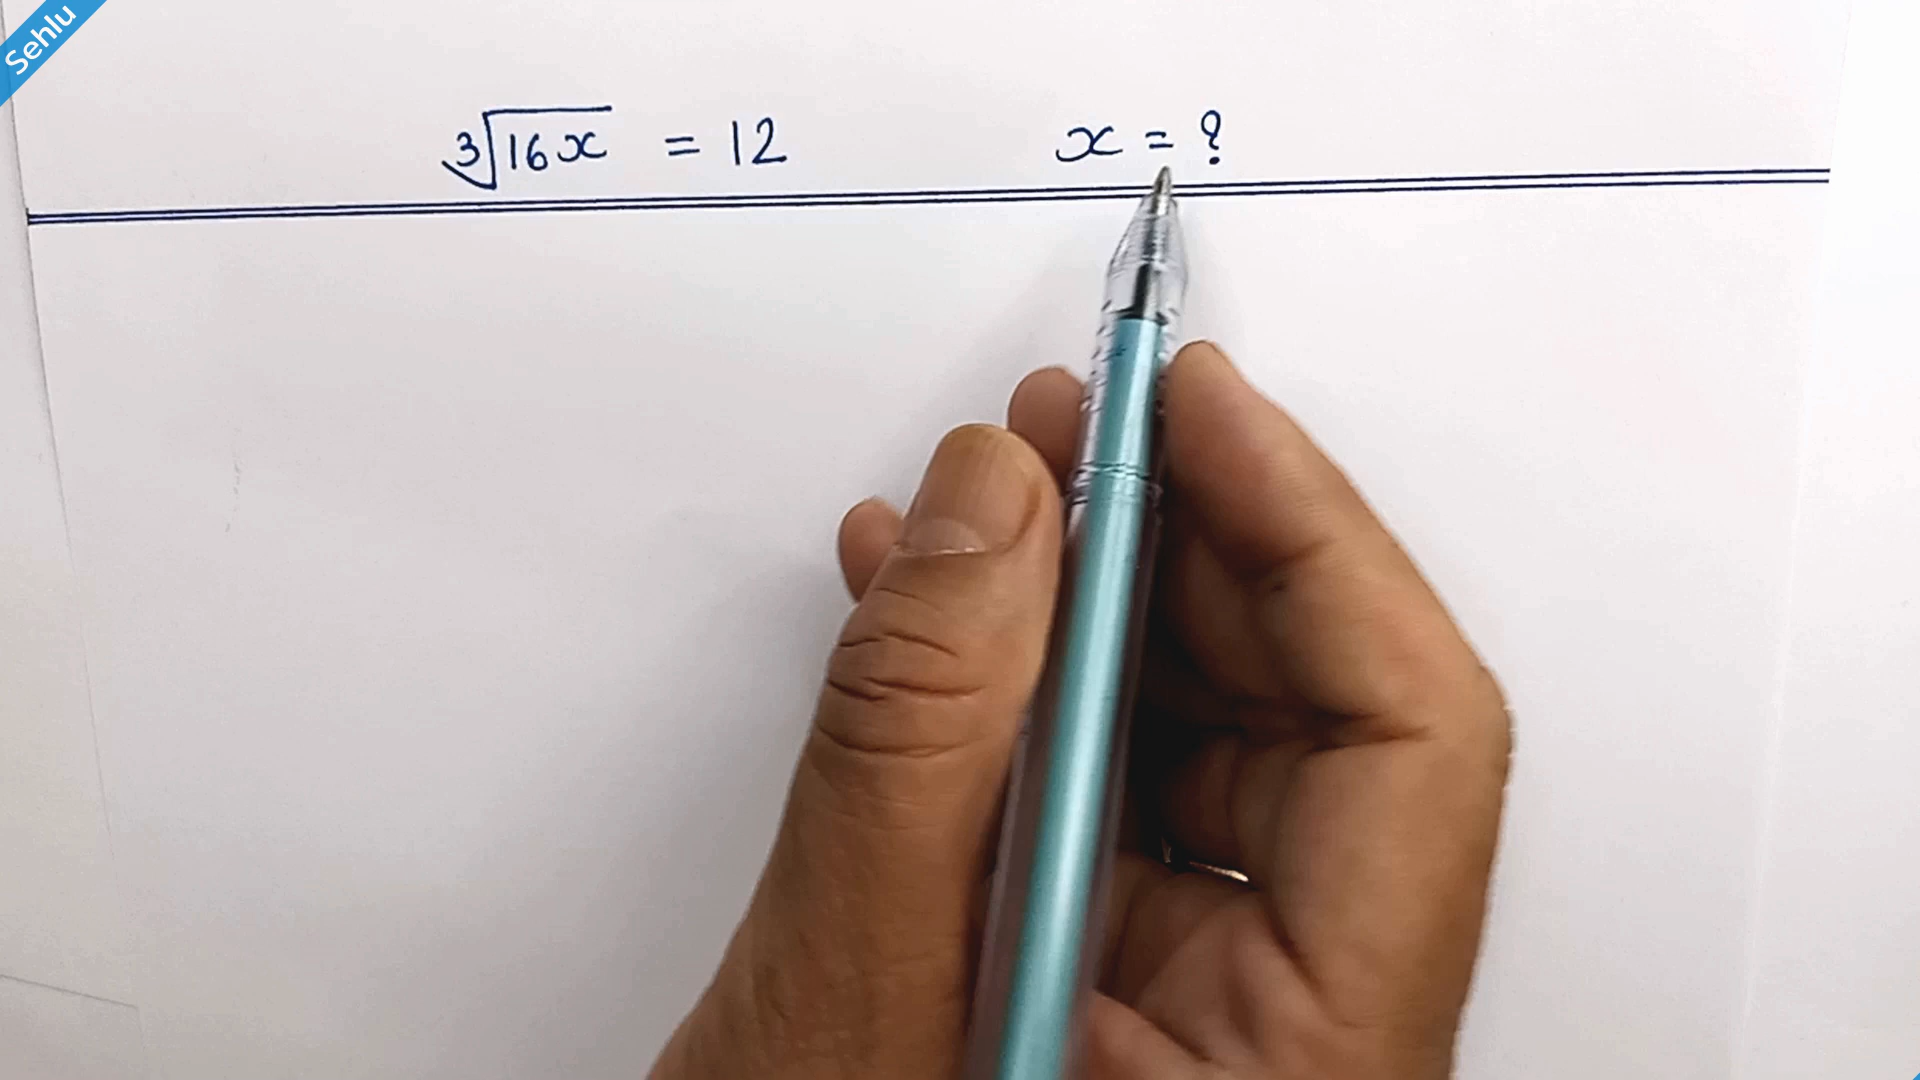 Sehlu
∛16x = 12 x = ?